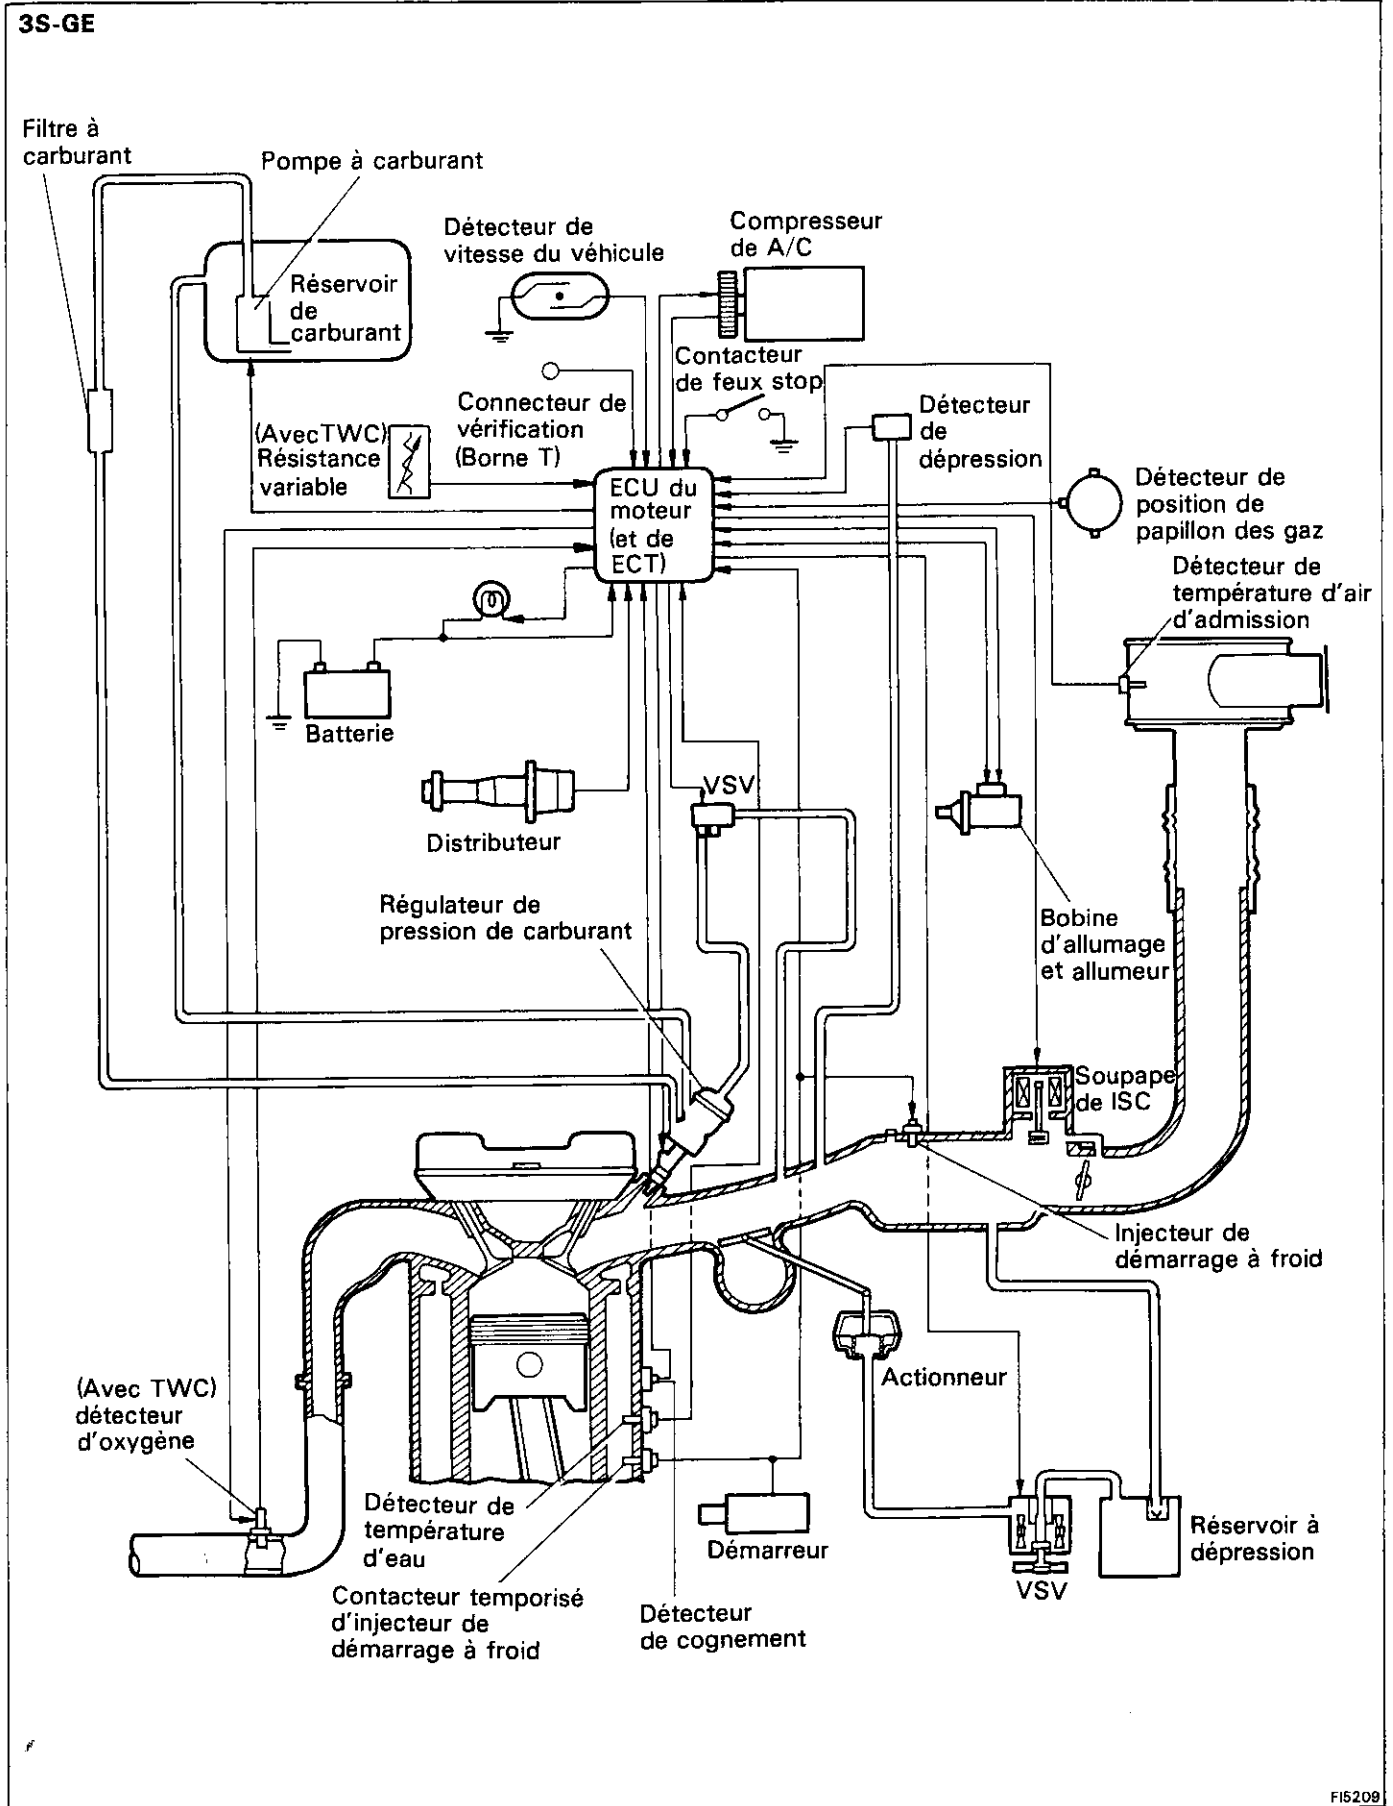 3S-GE
Filtre à
carburant
Pompe à carburant
Détecteur de
vitesse du véhicule
Compresseur
de A/C
Réservoir
de
carburant
Contacteur
de feux stop
Connecteur de
vérification
(Borne T)
(AvecTWC)
Résistance
variable
Détecteur
de
dépression
ECU du
moteur
(et de
ECT)
Détecteur de
position de
papillon des gaz
Détecteur de
température d'air
d'admission
Batterie
VSV
Distributeur
Régulateur de
pression de carburant
Bobine
d'allumage
et allumeur
Soupape
de ISC
Injecteur de
démarrage à froid
Actionneur
(Avec TWC)
détecteur
d'oxygène
Détecteur de
température
d'eau
Démarreur
Réservoir à
dépression
VSV
Contacteur temporisé
d'injecteur de
démarrage à froid
Détecteur
de cognement
FI5209